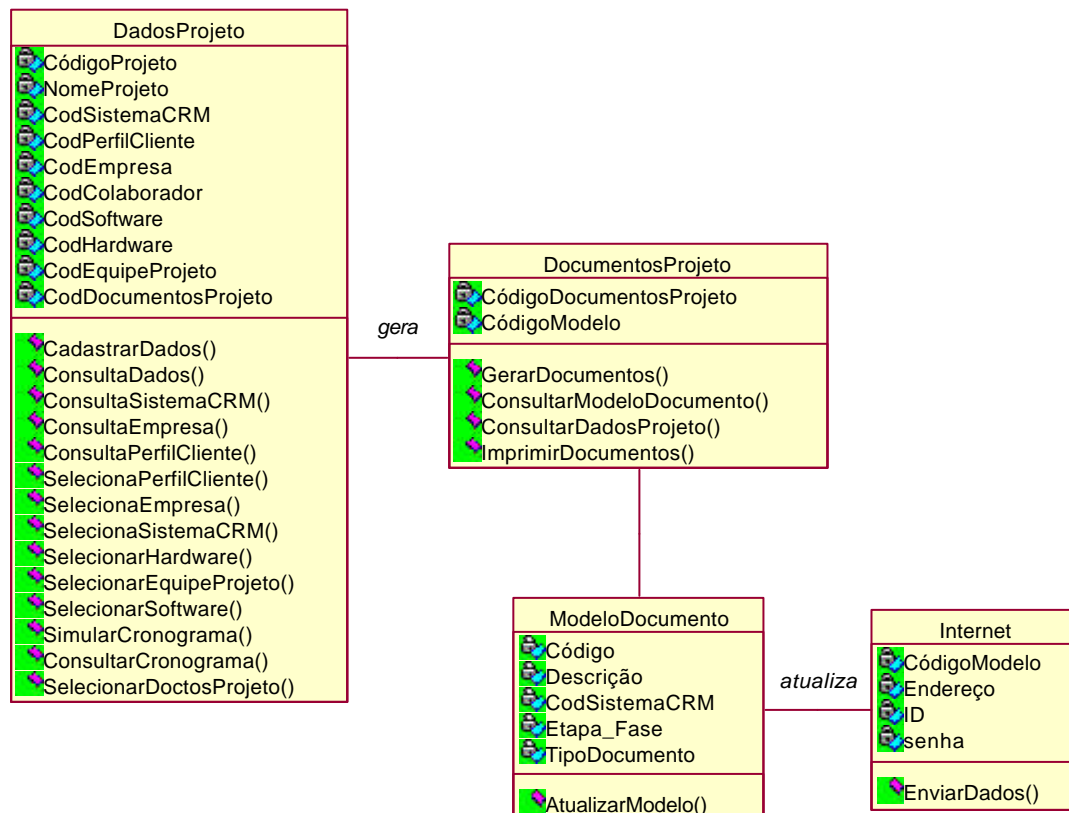 DadosProjeto
CódigoProjeto
NomeProjeto
CodSistemaCRM
CodPerfilCliente
CodEmpresa
CodColaborador
CodSoftware
CodHardware
CodEquipeProjeto
CodDocumentosProjeto
CadastrarDados()
ConsultaDados()
ConsultaSistemaCRM()
ConsultaEmpresa()
ConsultaPerfilCliente()
SelecionaPerfilCliente()
SelecionaEmpresa()
SelecionaSistemaCRM()
SelecionarHardware()
SelecionarEquipeProjeto()
SelecionarSoftware()
SimularCronograma()
ConsultarCronograma()
SelecionarDoctosProjeto()
gera
DocumentosProjeto
CódigoDocumentosProjeto
CódigoModelo
GerarDocumentos()
ConsultarModeloDocumento()
ConsultarDadosProjeto()
ImprimirDocumentos()
ModeloDocumento
Código
Descrição
CodSistemaCRM
Etapa_Fase
TipoDocumento
AtualizarModelo()
atualiza
Internet
CódigoModelo
Endereço
ID
senha
EnviarDados()